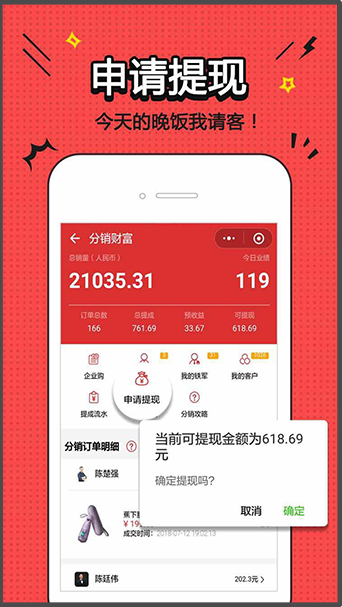 申请提现
今天的晚饭我请客！
分销财富
总销量（人民币） 今日业绩
21035.31 119
订单总数 总提成 预收益 可提现
166 761.69 33.67 618.69
企业购 我的铁军 我的客户
申请提现
提成流水 分销攻略
分销订单明细
当前可提现金额为618.69
元
确定提现吗?
取消 确定
陈楚强
蕉下
¥19
成交时间：2018-07-12 19:02:13
陈廷伟 202.3元